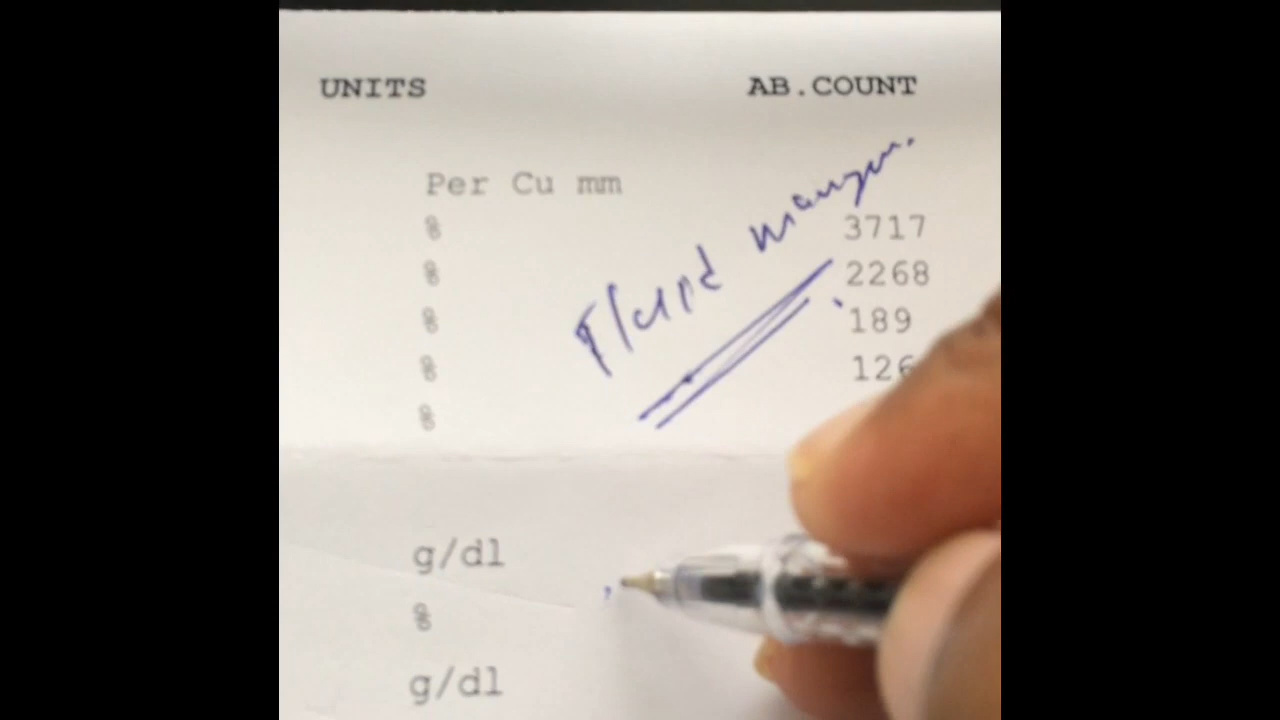 UNITS AB.COUNT
Per Cu mm
% 3717
% 2268
% 189
% 126
%
g/dl
%
g/dl